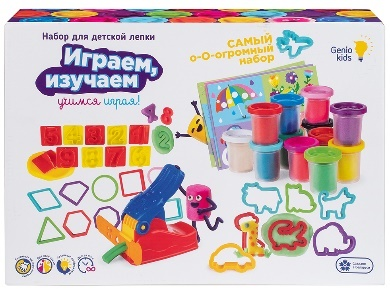 Набор для детской лепки
Играем,
изучаем
учимся играя!
САМЫЙ
о-О-огромный
набор
Genio
kids